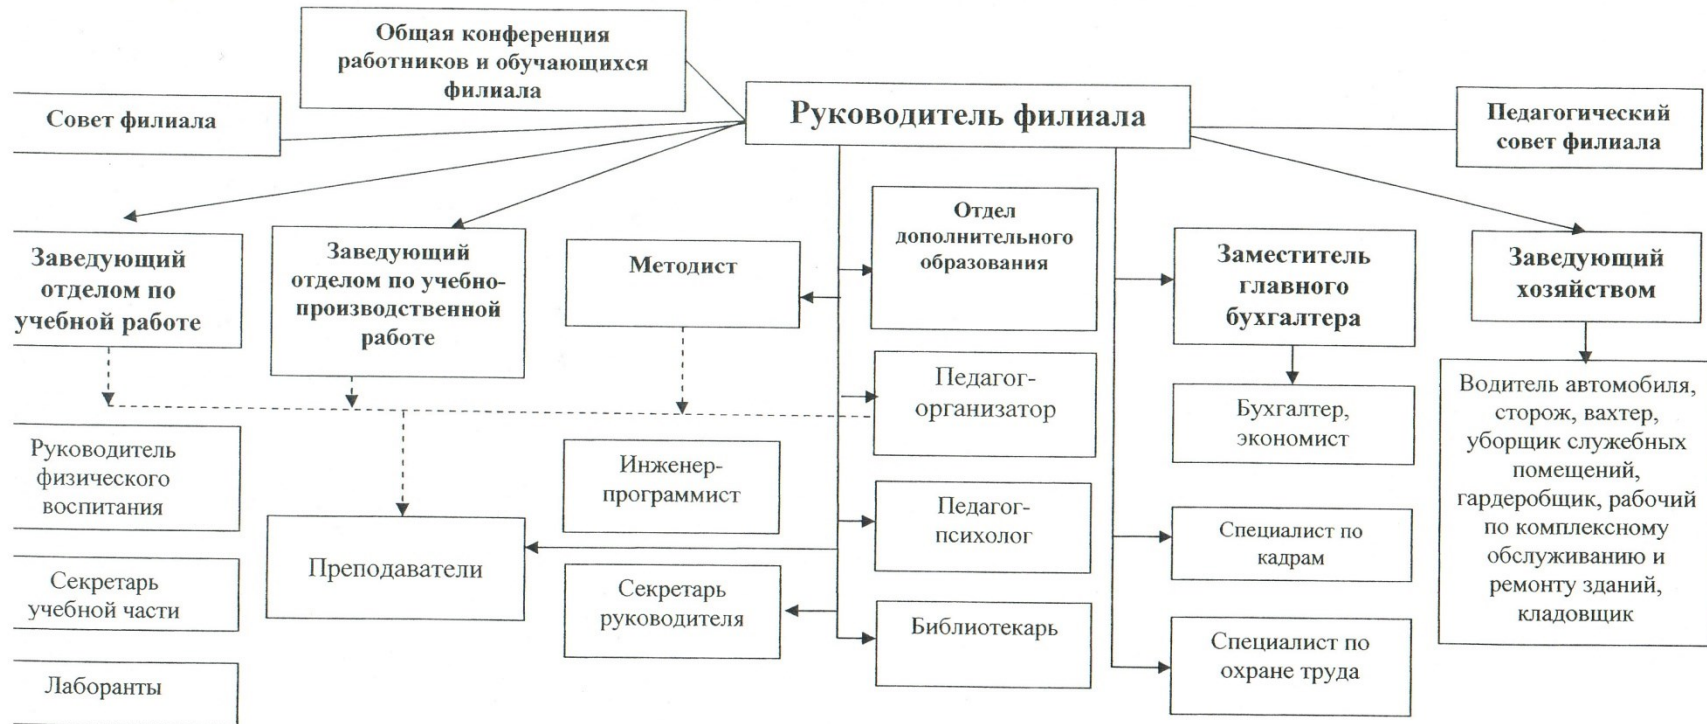 Общая конференция
работников и обучающихся
филиала
Совет филиала
Руководитель филиала
Педагогический
совет филиала
Заведующий
отделом по
учебной работе
Заведующий
отделом по учебно-
производственной
работе
Методист
Отдел
дополнительного
образования
Заместитель
главного
бухгалтера
Заведующий
хозяйством
Педагог-
организатор
Бухгалтер,
экономист
Водитель автомобиля,
сторож, вахтер,
уборщик служебных
помещений,
гардеробщик, рабочий
по комплексному
обслуживанию и
ремонту зданий,
кладовщик
Руководитель
физического
воспитания
Инженер-
программист
Педагог-
психолог
Преподаватели
Специалист по
кадрам
Секретарь
учебной части
Секретарь
руководителя
Библиотекарь
Специалист по
охране труда
Лаборанты